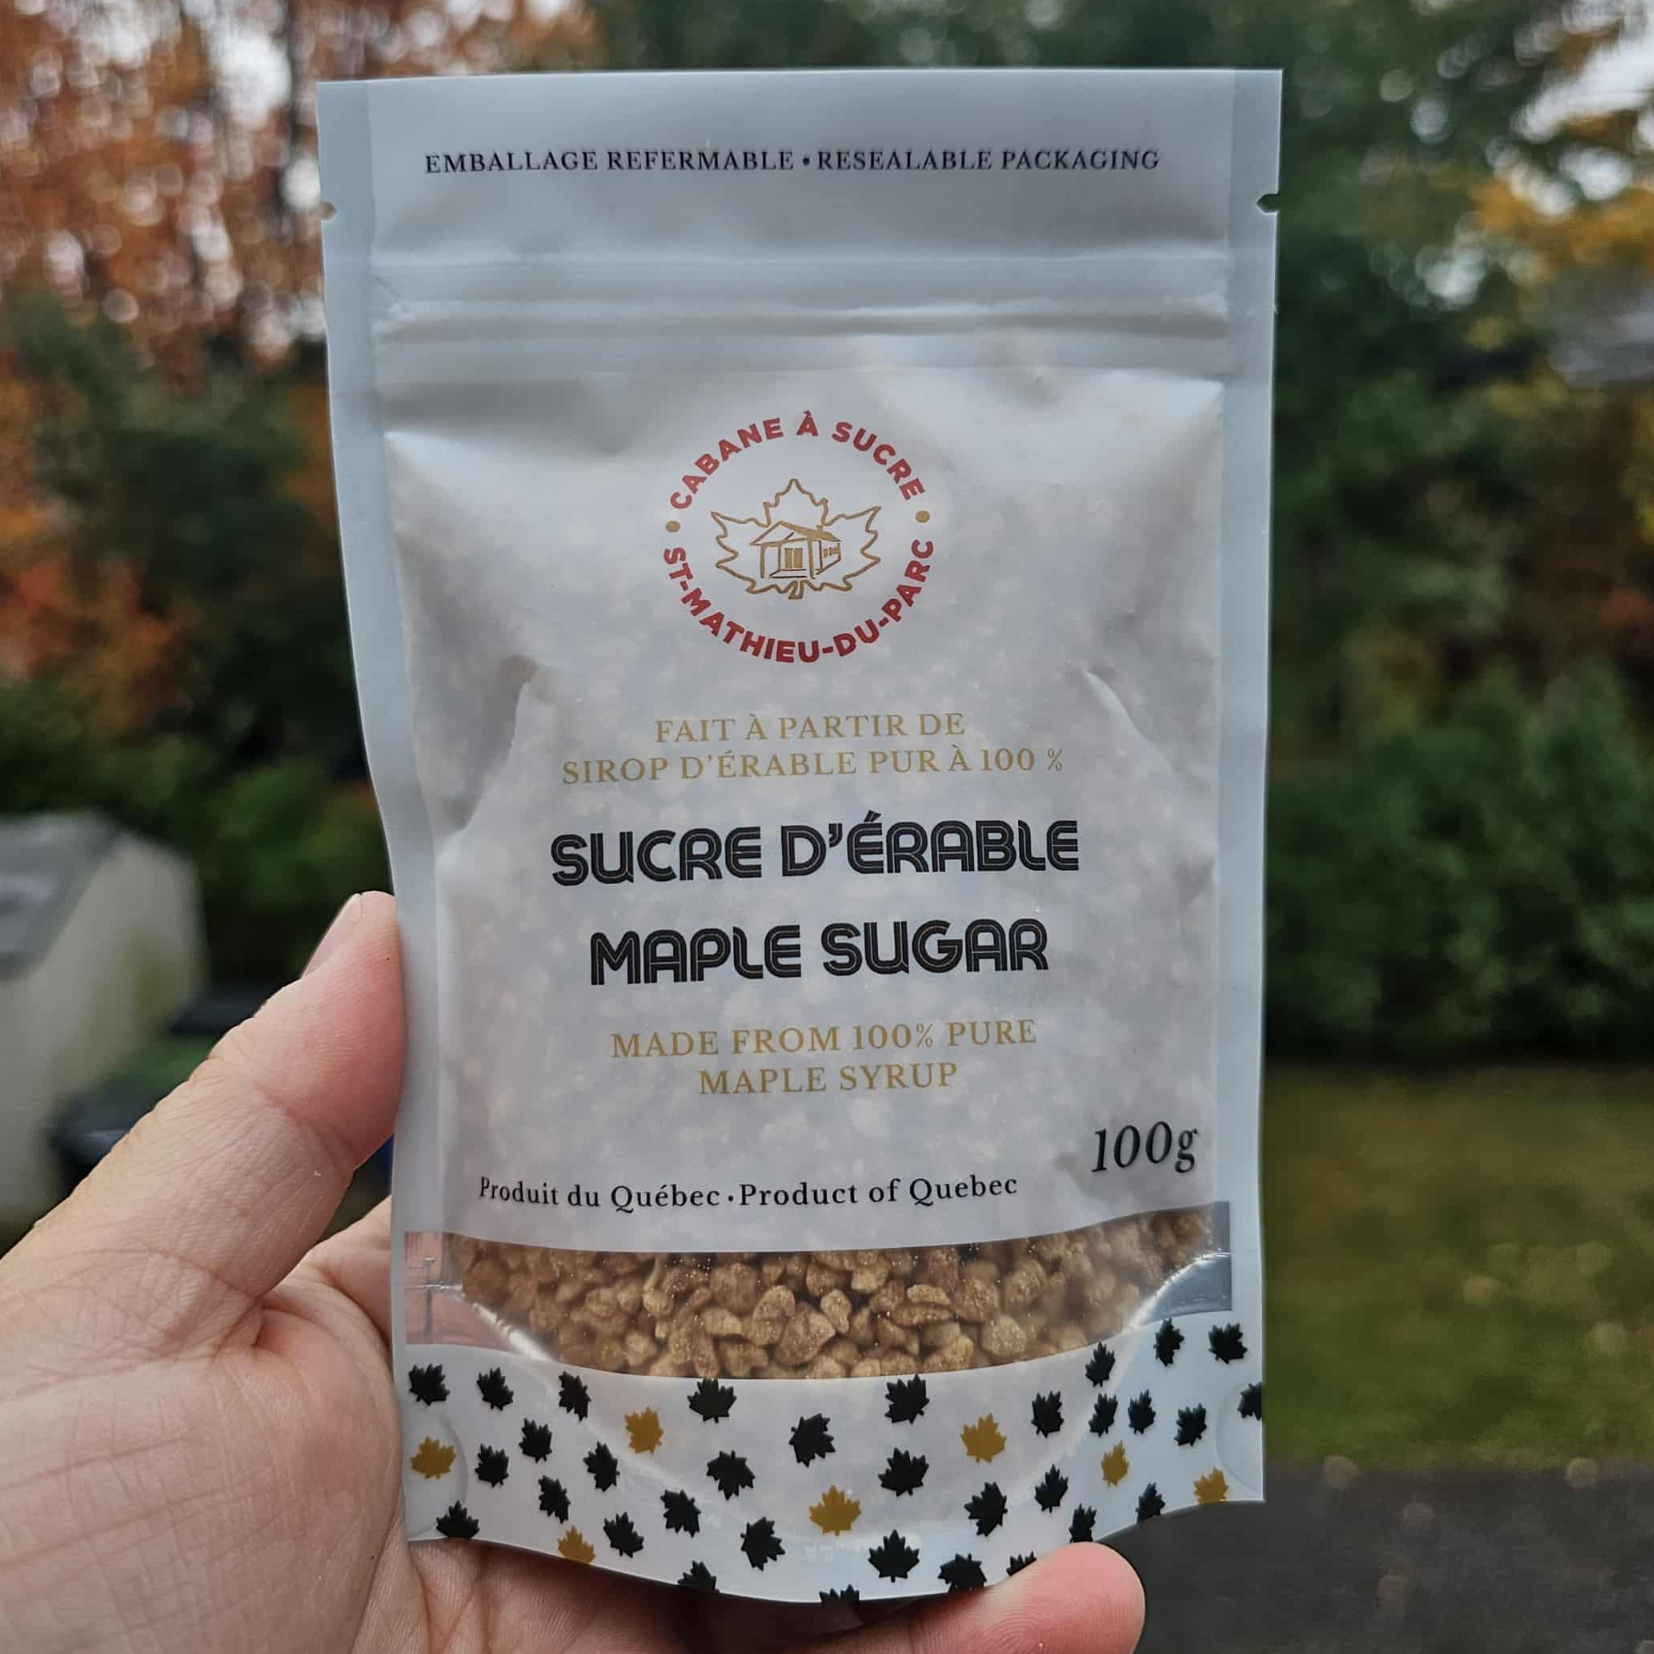 EMBALLAGE REFERMABLE • RESEALABLE PACKAGING
• CABANE À SUCRE •
ST-MATHIEU-DU-PARC
FAIT À PARTIR DE
SIROP D'ÉRABLE PUR À 100 %
SUCRE D'ÉRABLE
MAPLE SUGAR
MADE FROM 100% PURE
MAPLE SYRUP
100g
Produit du Québec • Product of Quebec